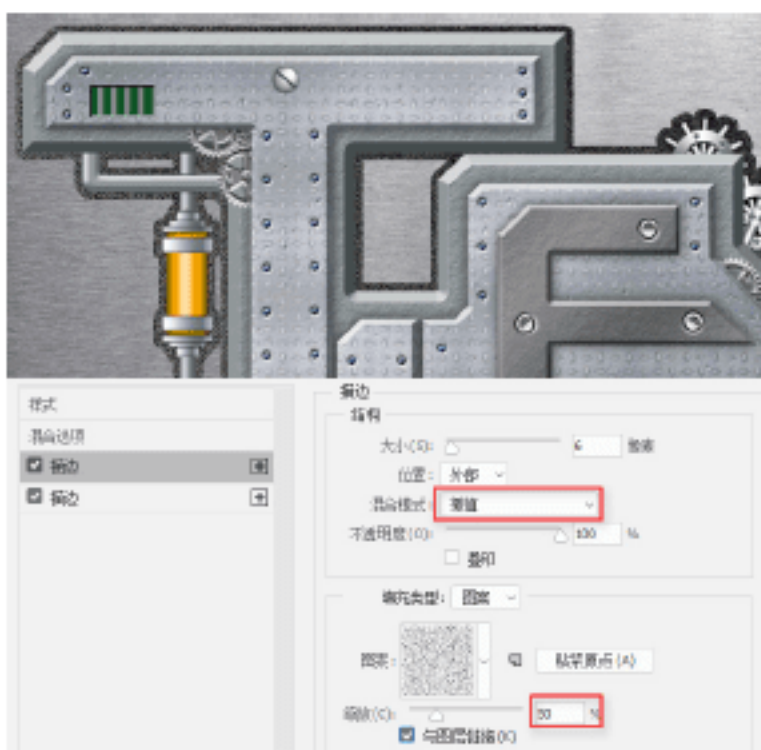 样式
描边
混合选项
结构
大小(S): 6 像素
描边
位置: 外部
描边
混合模式:
不透明度(O): 100 %
叠印
填充类型: 图案
图案: 贴紧原点(A)
缩放(C): 50 %
与图层链接(K)